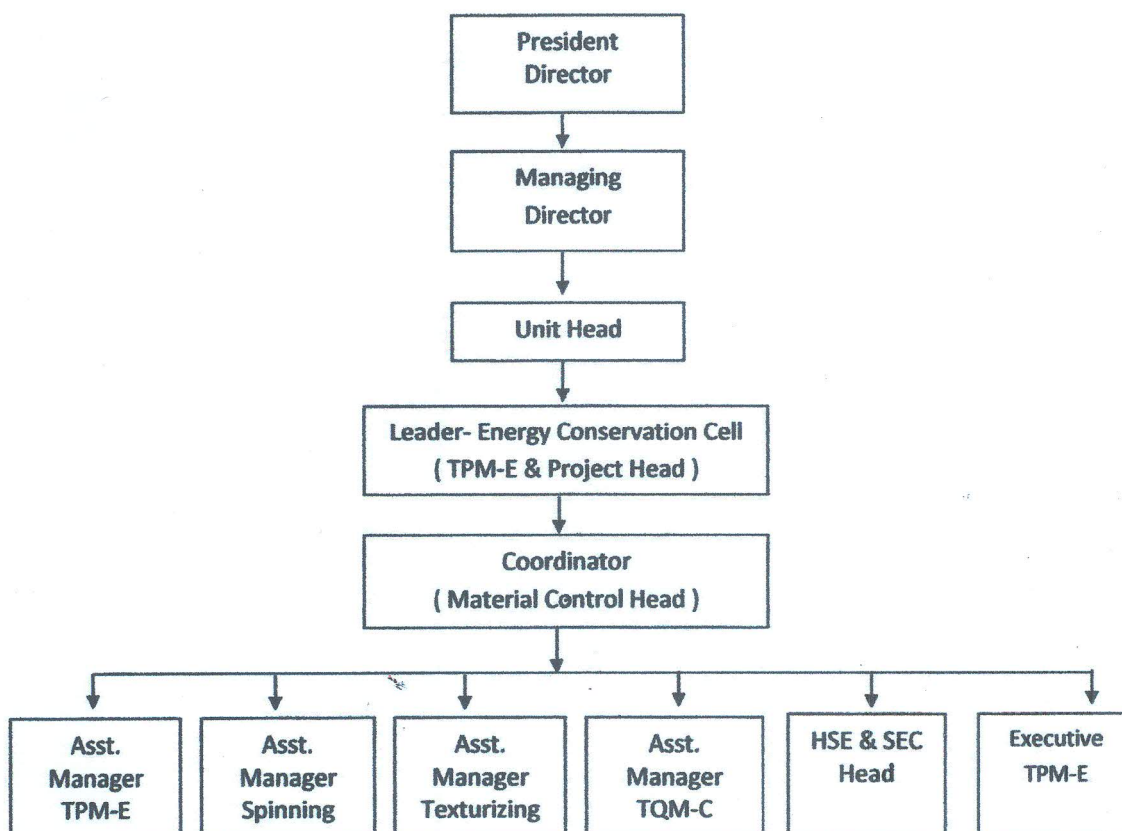 President
Director
Managing
Director
Unit Head
Leader- Energy Conservation Cell
( TPM-E & Project Head )
Coordinator
( Material Control Head )
Asst.
Manager
TPM-E
Asst.
Manager
Spinning
Asst.
Manager
Texturizing
Asst.
Manager
TQM-C
HSE & SEC
Head
Executive
TPM-E